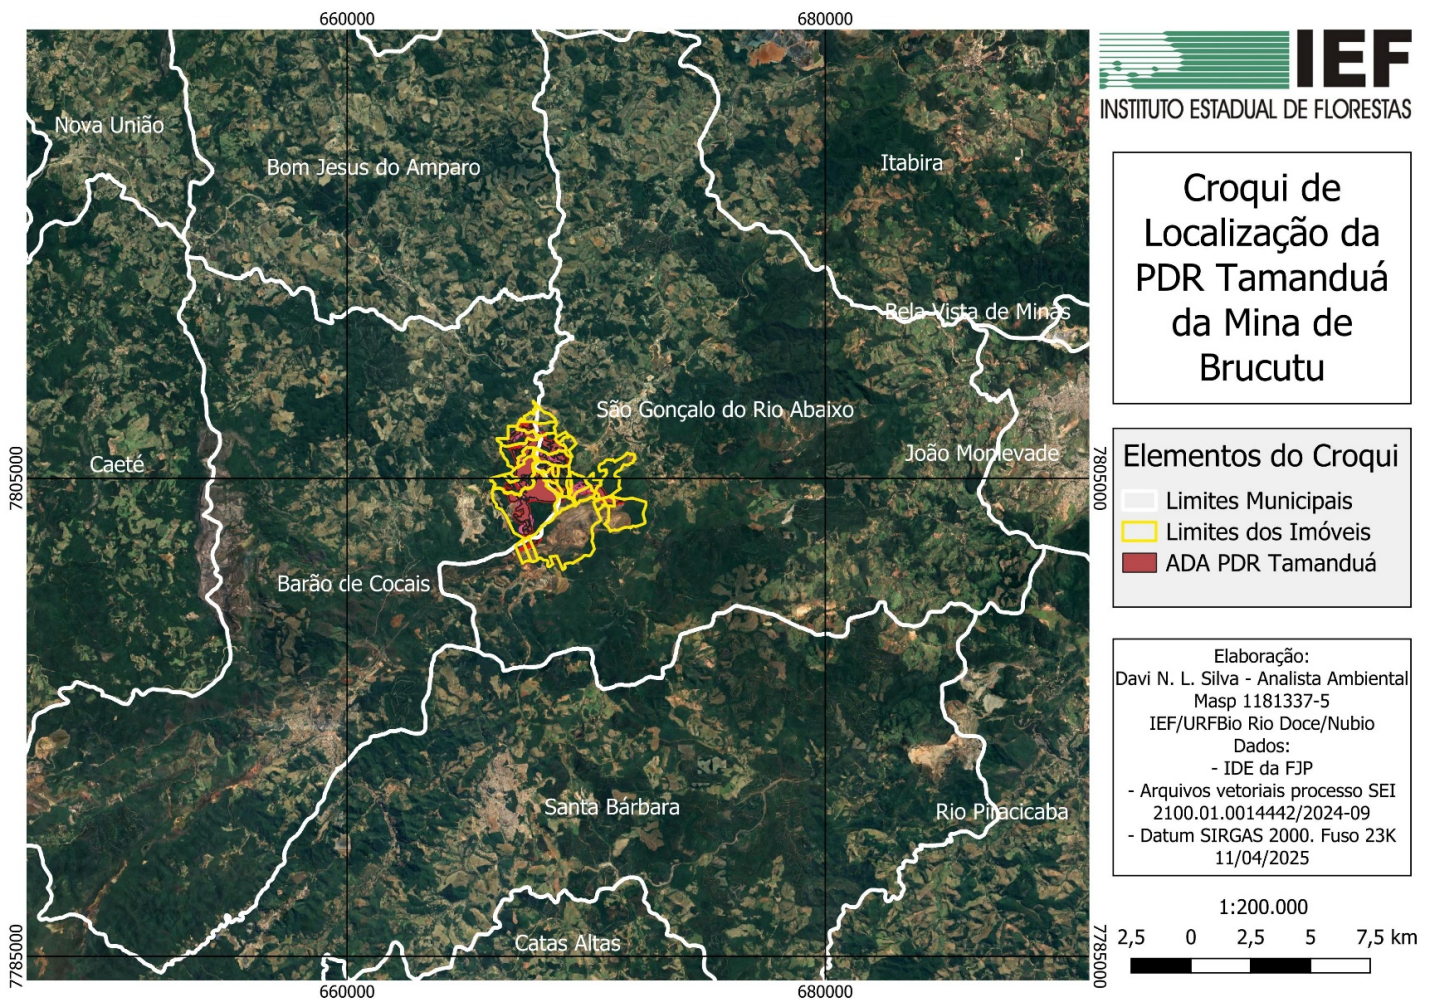 660000
680000
Nova União
Bom Jesus do Amparo
Itabira
Bela Vista de Minas
São Gonçalo do Rio Abaixo
Caeté
João Monlevade
7805000
7805000
Barão de Cocais
Santa Bárbara
Rio Piracicaba
Catas Altas
7785000
7785000
660000
680000
IEF
INSTITUTO ESTADUAL DE FLORESTAS
Croqui de
Localização da
PDR Tamanduá
da Mina de
Brucutu
Elementos do Croqui
Limites Municipais
Limites dos Imóveis
ADA PDR Tamanduá
Elaboração:
Davi N. L. Silva - Analista Ambiental
Masp 1181337-5
IEF/URFBio Rio Doce/Nubio
Dados:
- IDE da FJP
- Arquivos vetoriais processo SEI
2100.01.0014442/2024-09
- Datum SIRGAS 2000. Fuso 23K
11/04/2025
1:200.000
2,5 0 2,5 5 7,5 km